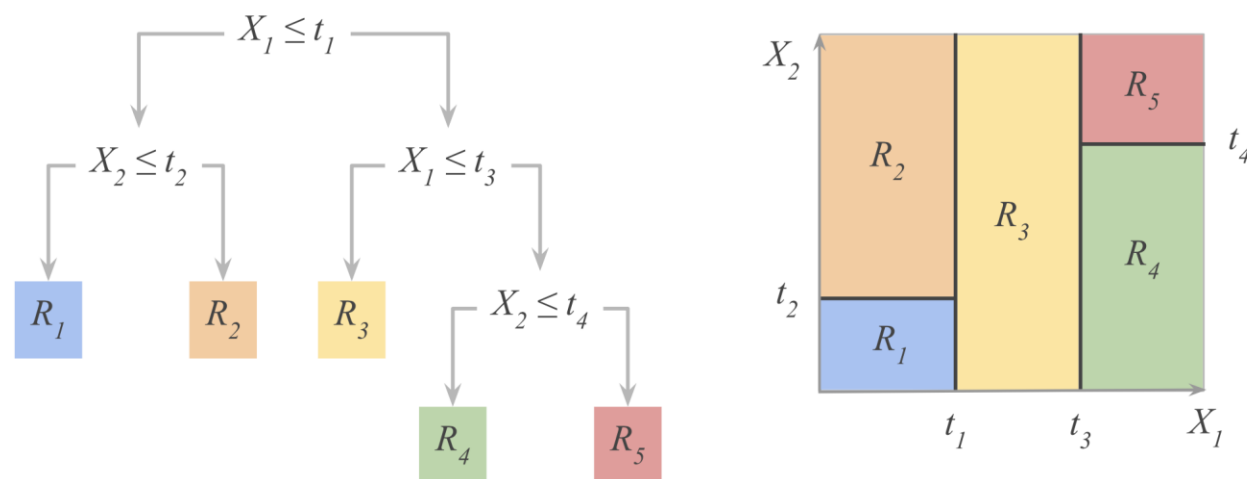 X₁ ≤ t₁
X₂ ≤ t₂
X₁ ≤ t₃
R₁
R₂
R₃
X₂ ≤ t₄
R₄
R₅
X₂
R₅
t₄
R₂
R₃
R₄
t₂
R₁
t₁
t₃
X₁